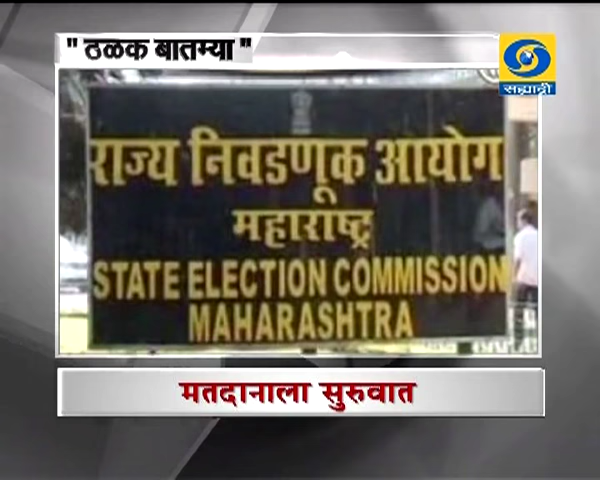 " ठळक बातम्या "
सह्याद्री
राज्य निवडणूक आयोग
महाराष्ट्र
STATE ELECTION COMMISSION
MAHARASHTRA
मतदानाला सुरुवात